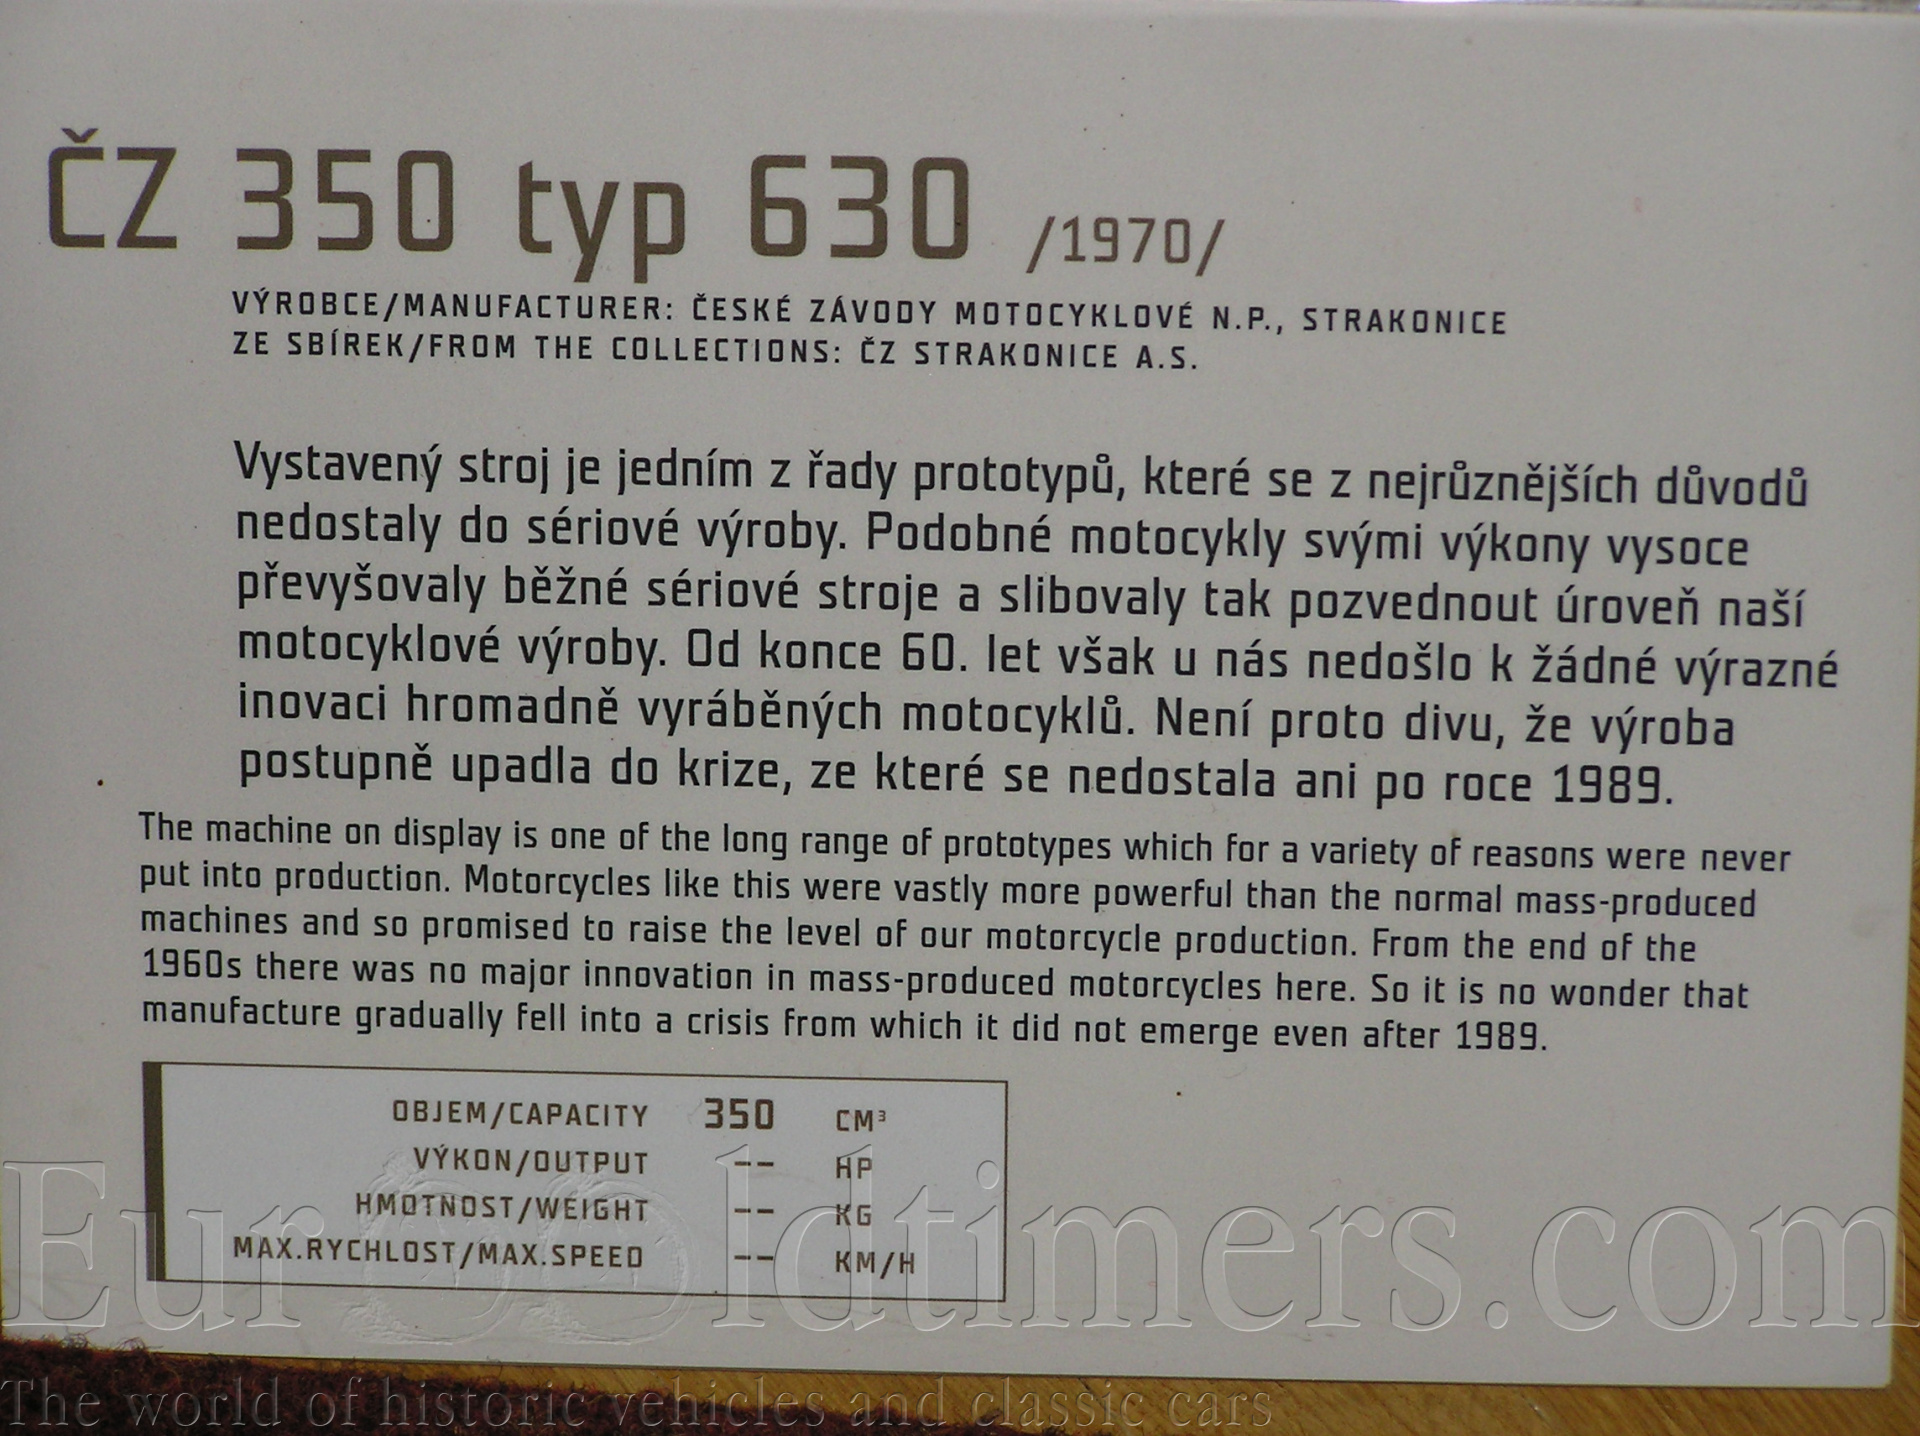 ČZ 350 typ 630 /1970/
VÝROBCE/MANUFACTURER: ČESKÉ ZÁVODY MOTOCYKLOVÉ N.P., STRAKONICE
ZE SBÍREK/FROM THE COLLECTIONS: ČZ STRAKONICE A.S.
Vystavený stroj je jedním z řady prototypů, které se z nejrůznějších důvodů
nedostaly do sériové výroby. Podobné motocykly svými výkony vysoce
převyšovaly běžné sériové stroje a slibovaly tak pozvednout úroveň naší
motocyklové výroby. Od konce 60. let však u nás nedošlo k žádné výrazné
inovaci hromadně vyráběných motocyklů. Není proto divu, že výroba
postupně upadla do krize, ze které se nedostala ani po roce 1989.
The machine on display is one of the long range of prototypes which for a variety of reasons were never
put into production. Motorcycles like this were vastly more powerful than the normal mass-produced
machines and so promised to raise the level of our motorcycle production. From the end of the
1960s there was no major innovation in mass-produced motorcycles here. So it is no wonder that
manufacture gradually fell into a crisis from which it did not emerge even after 1989.
OBJEM/CAPACITY 350 CM³
VÝKON/OUTPUT -- HP
HMOTNOST/WEIGHT -- KG
MAX.RYCHLOST/MAX.SPEED -- KM/H
EurOOldtimers.com
The world of historic vehicles and classic cars